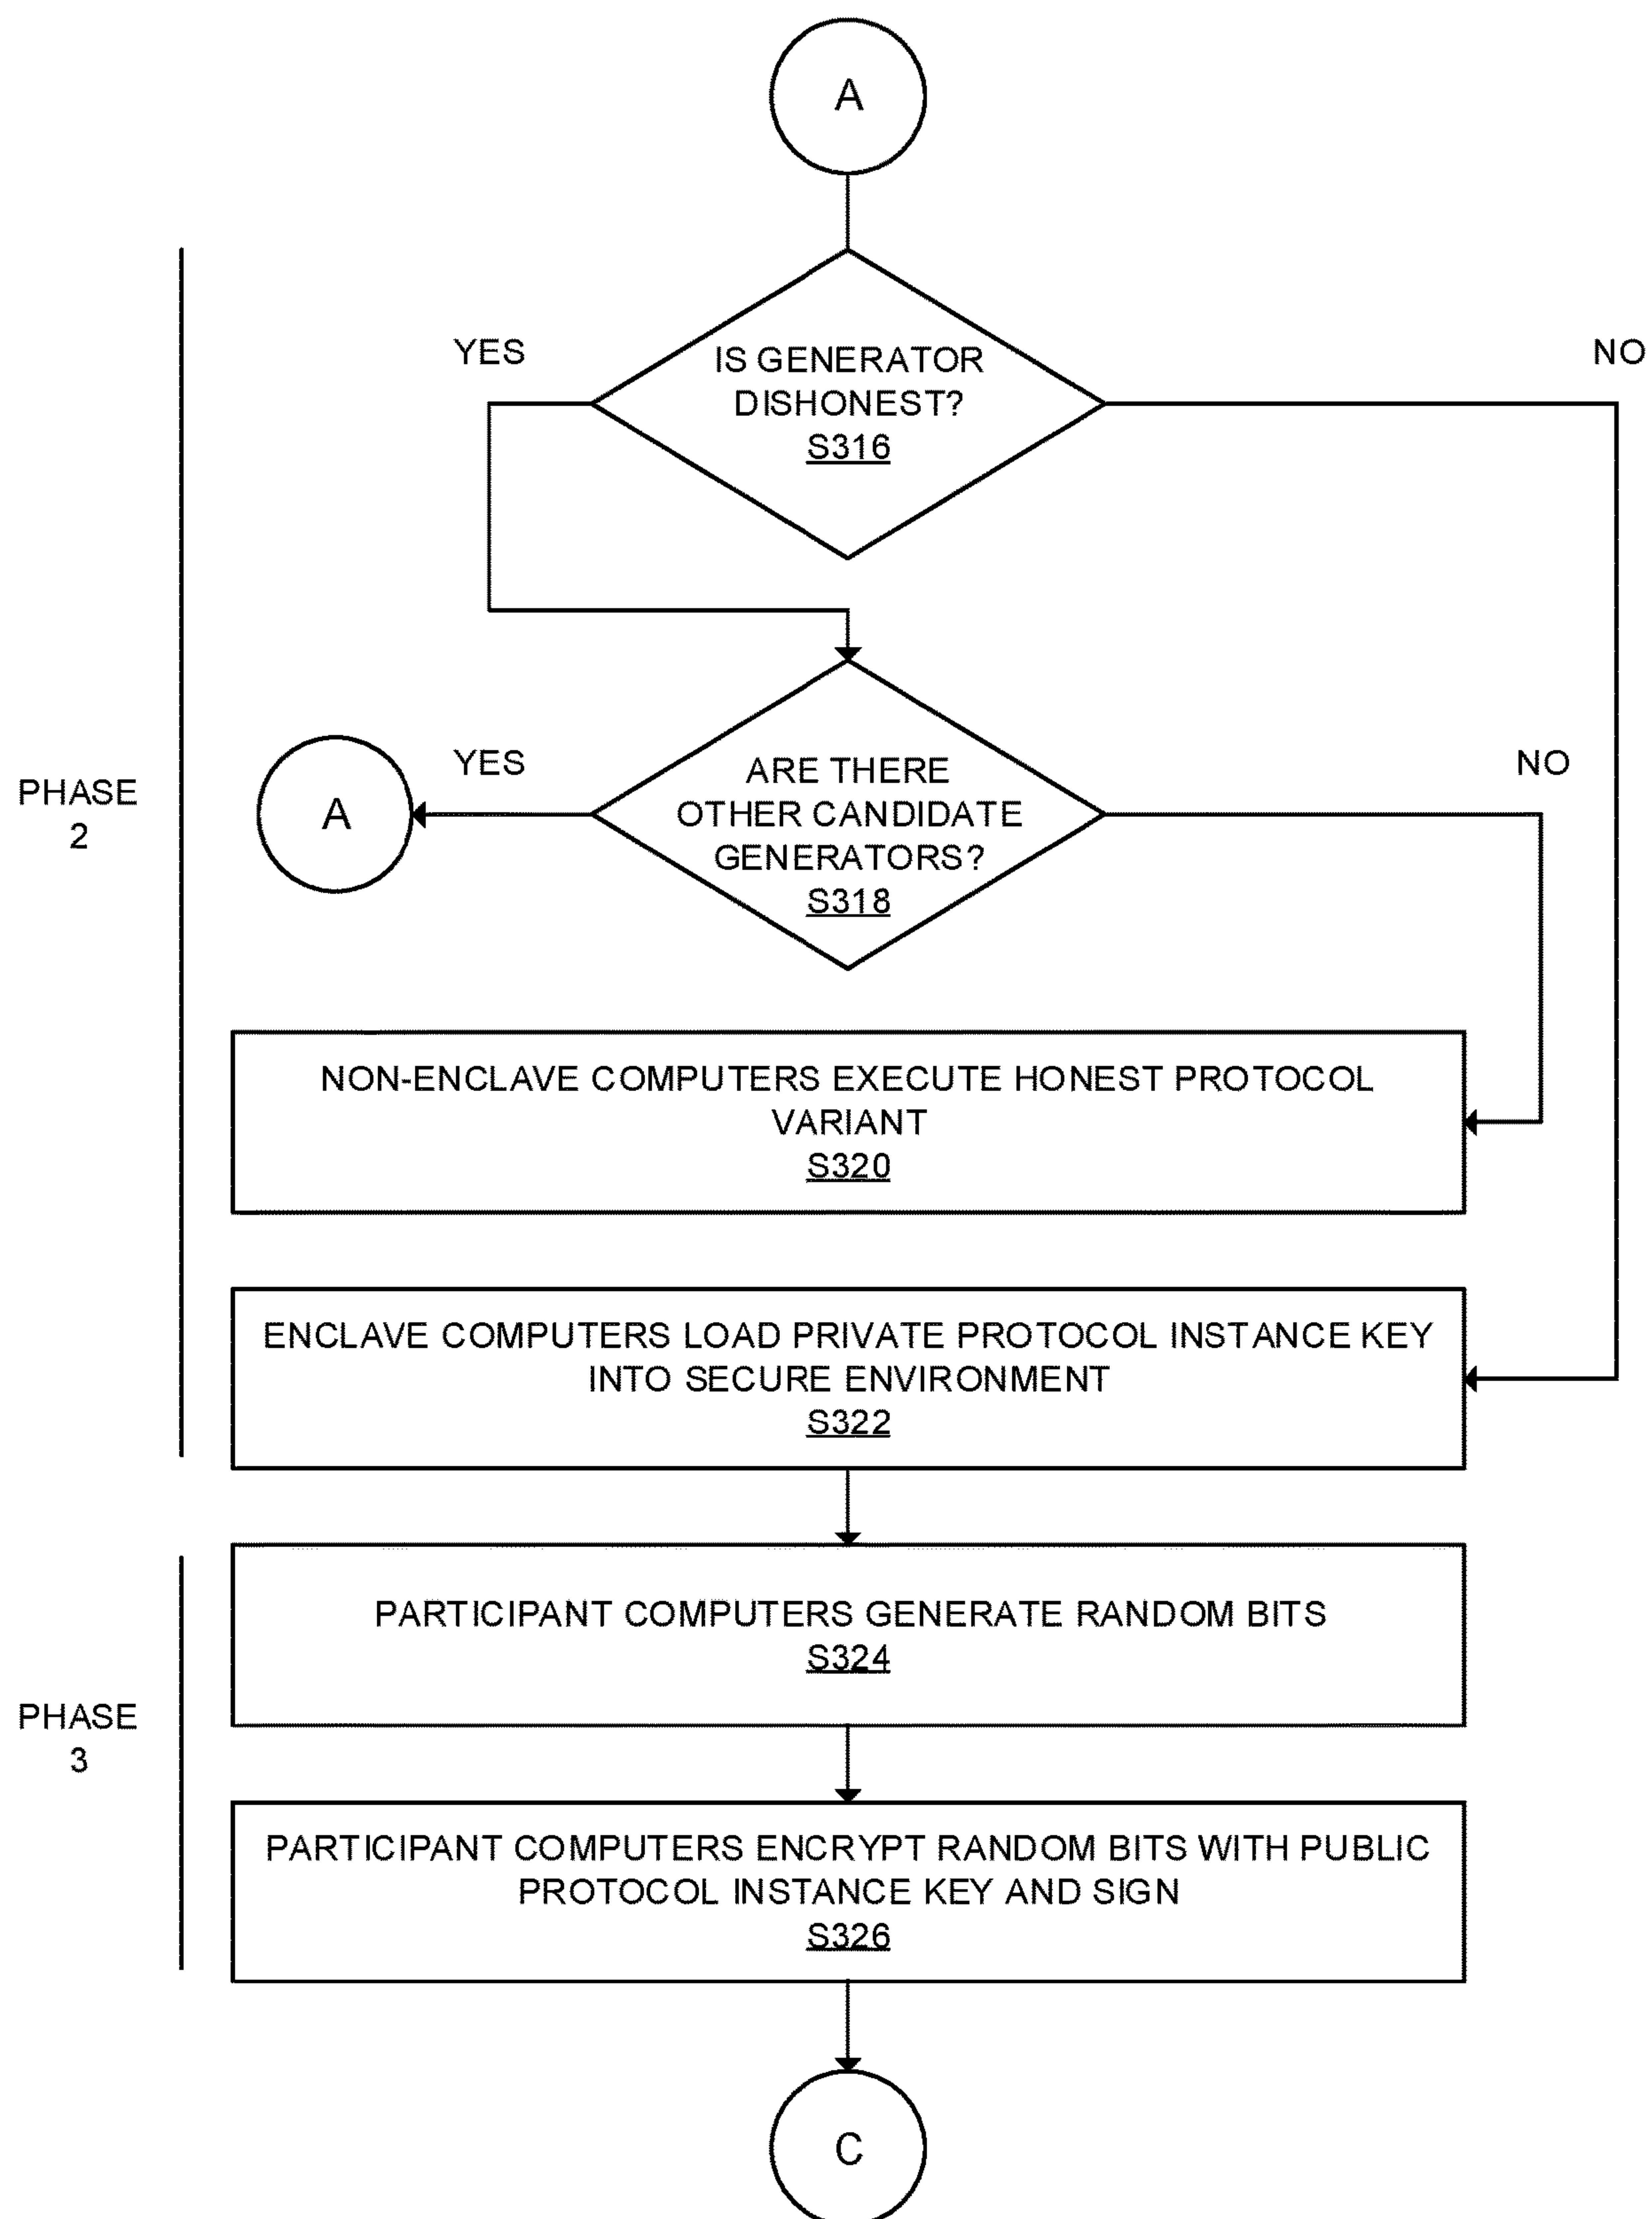 A
YES
NO
IS GENERATOR
DISHONEST?
S316
PHASE
2
A
YES
NO
ARE THERE
OTHER CANDIDATE
GENERATORS?
S318
NON-ENCLAVE COMPUTERS EXECUTE HONEST PROTOCOL
VARIANT
S320
ENCLAVE COMPUTERS LOAD PRIVATE PROTOCOL INSTANCE KEY
INTO SECURE ENVIRONMENT
S322
PHASE
3
PARTICIPANT COMPUTERS GENERATE RANDOM BITS
S324
PARTICIPANT COMPUTERS ENCRYPT RANDOM BITS WITH PUBLIC
PROTOCOL INSTANCE KEY AND SIGN
S326
C